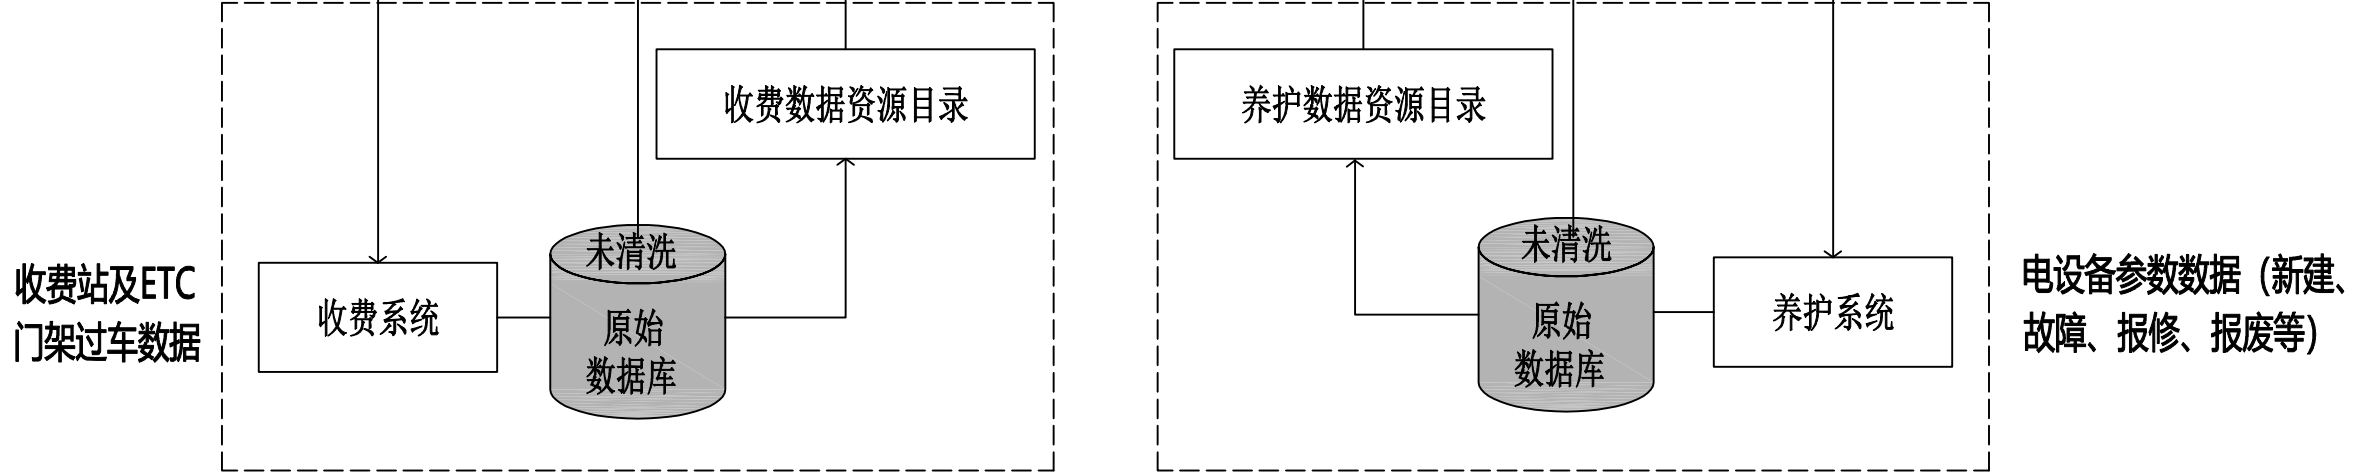 收费数据资源目录
未清洗
收费站及ETC
门架过车数据
收费系统
原始
数据库
养护数据资源目录
未清洗
原始
数据库
养护系统
电设备参数数据（新建、
故障、报修、报废等）